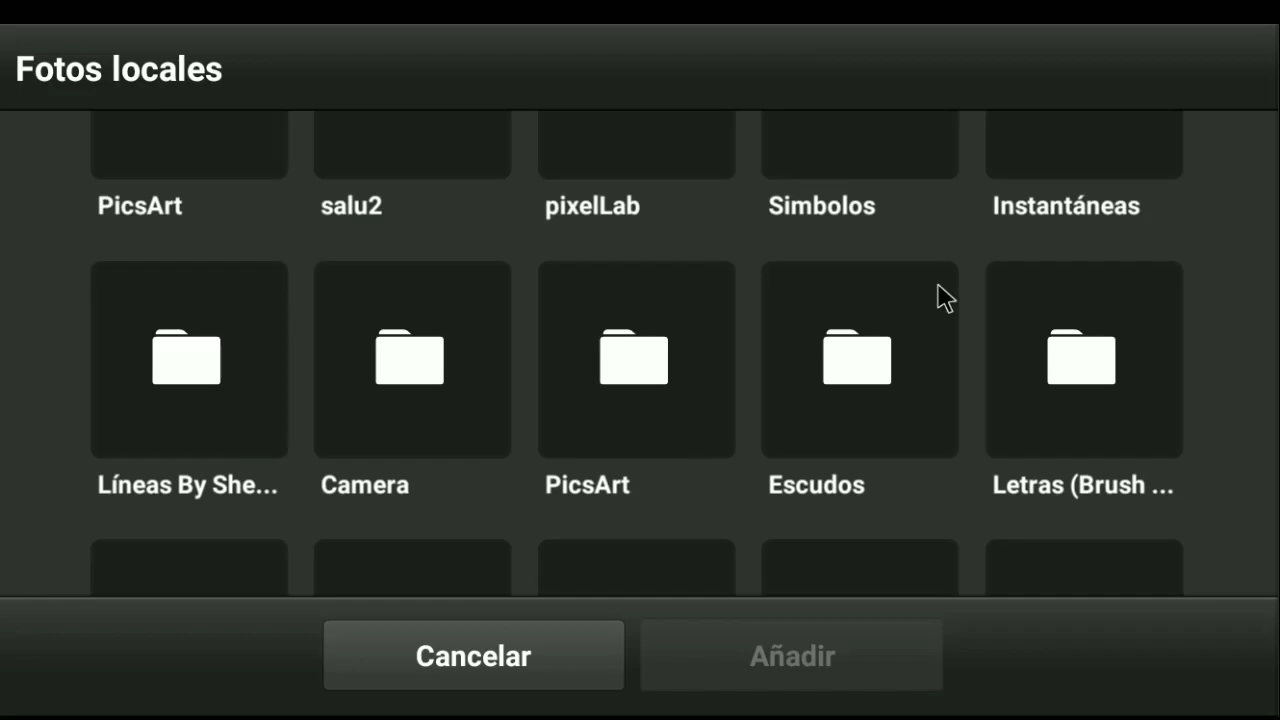 Fotos locales
PicsArt
salu2
pixelLab
Simbolos
Instantáneas
Líneas By She...
Camera
PicsArt
Escudos
Letras (Brush ...
Cancelar
Añadir